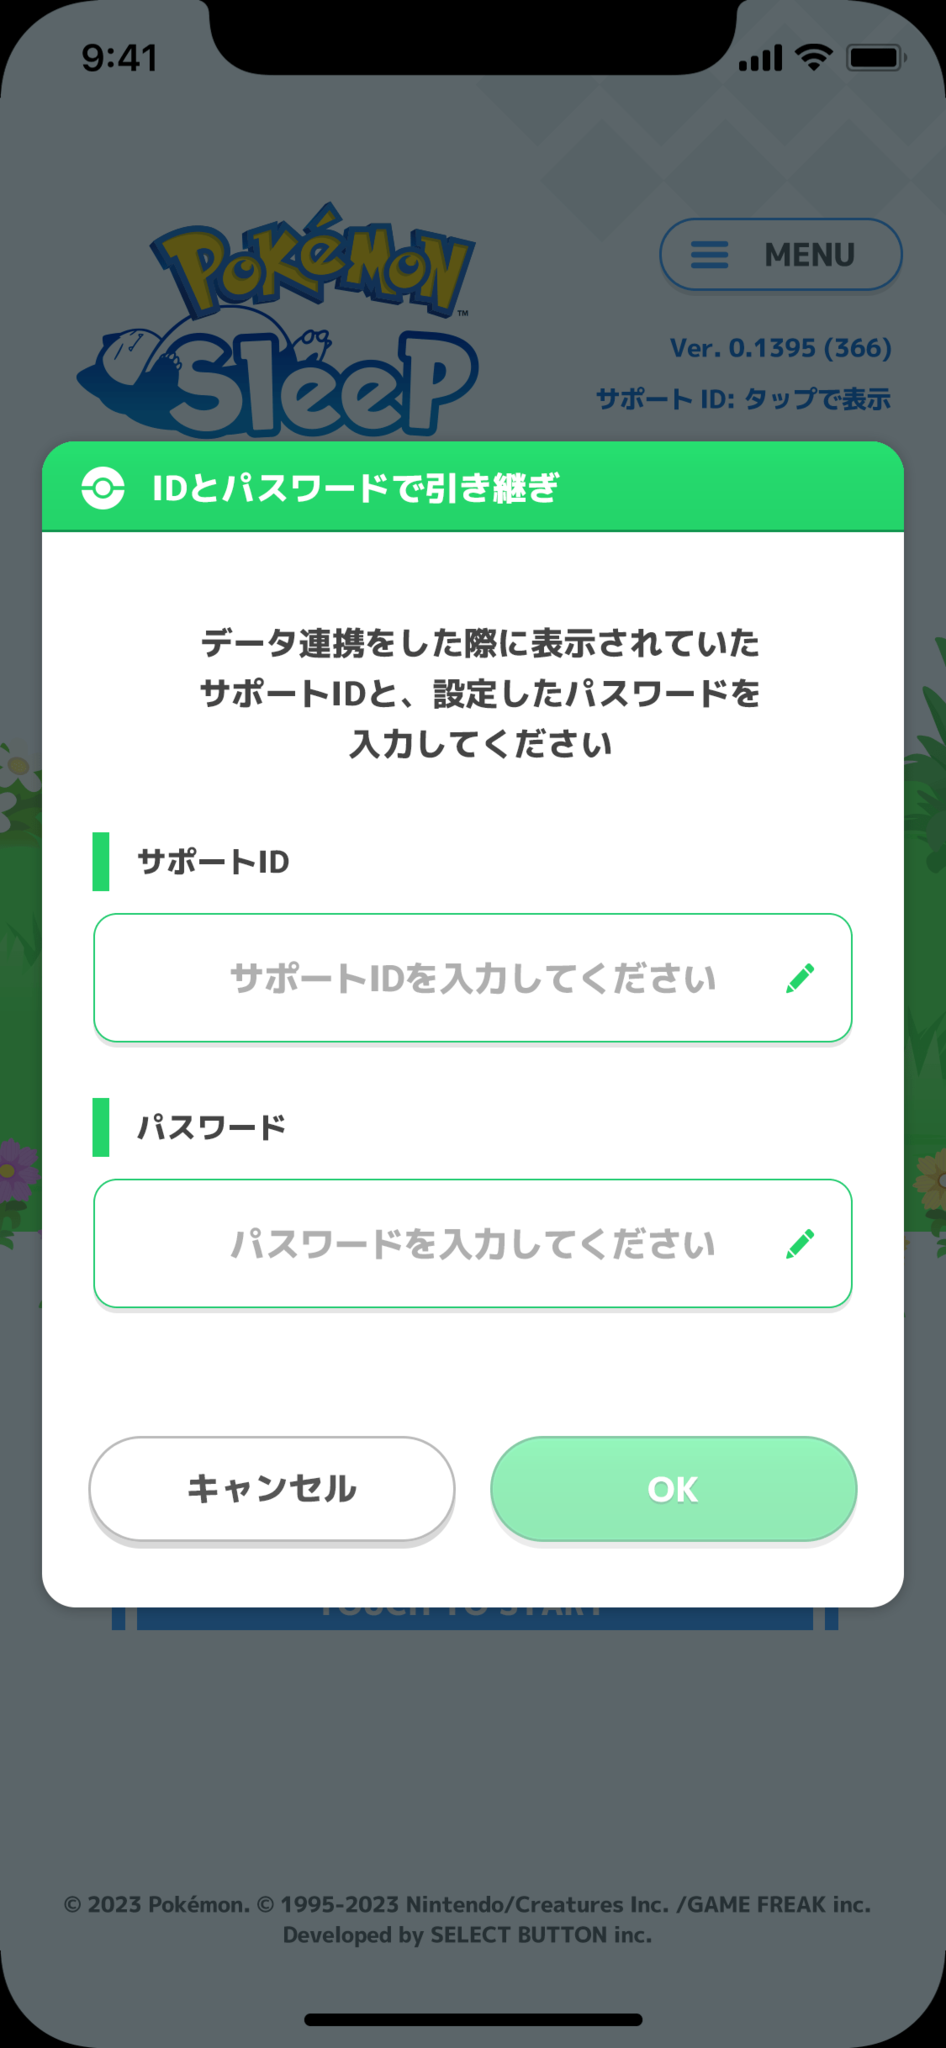 9:41
POKéMON
TM
Sleep
MENU
Ver. 0.1395 (366)
サポート ID: タップで表示
IDとパスワードで引き継ぎ
データ連携をした際に表示されていた
サポートIDと、設定したパスワードを
入力してください
サポートID
サポートIDを入力してください
パスワード
パスワードを入力してください
キャンセル
OK
TOUCH TO START
© 2023 Pokémon. © 1995-2023 Nintendo/Creatures Inc. /GAME FREAK inc.
Developed by SELECT BUTTON inc.